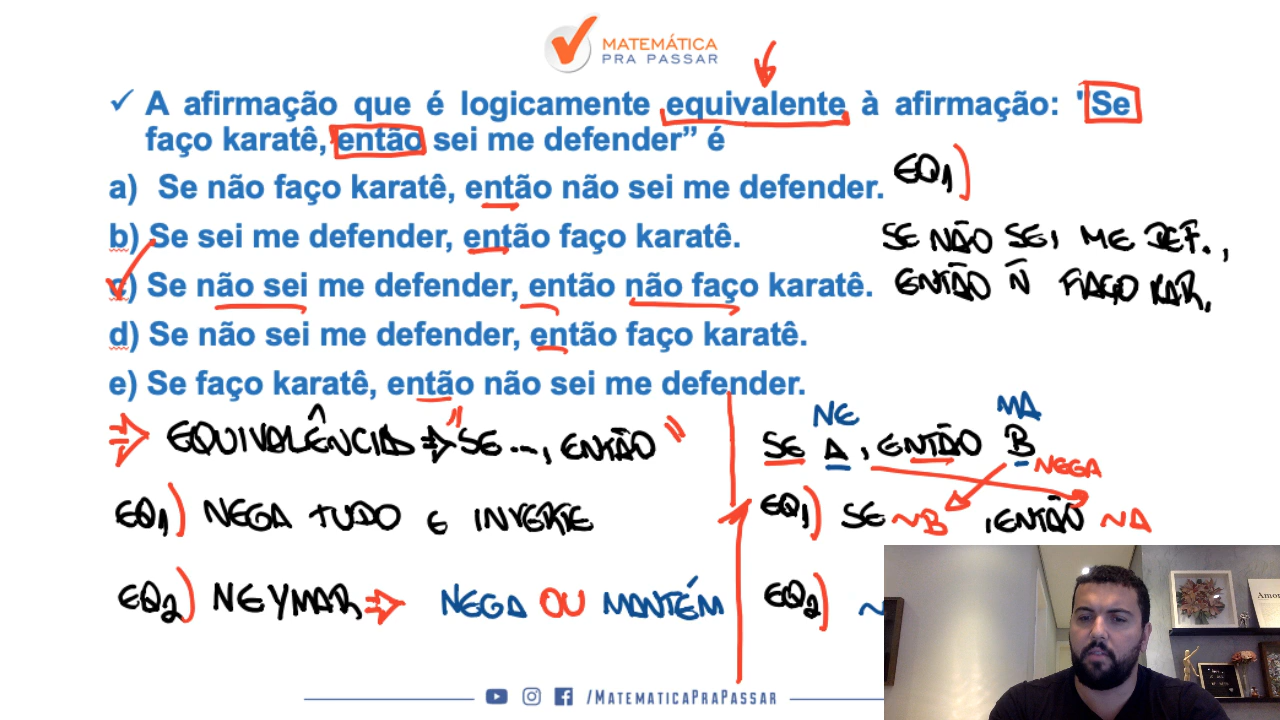 MATEMÁTICA
PRA PASSAR
✓ A afirmação que é logicamente equivalente à afirmação: "Se
faço karatê, então sei me defender” é
a) Se não faço karatê, então não sei me defender.
b) Se sei me defender, então faço karatê.
c) Se não sei me defender, então não faço karatê.
d) Se não sei me defender, então faço karatê.
e) Se faço karatê, então não sei me defender.
EQ1)
SE NÃO SEI ME DEF.,
ENTÃO Ñ FAÇO KAR.
⇒ EQUIVALÊNCIA ⇒ "SE ..., ENTÃO"
EQ1) NEGA TUDO E INVERTE
EQ2) NEYMAR ⇒ NEGA OU MANTÉM
NE MA
SE A, ENTÃO B
NEGA
EQ1) SE ~B, ENTÃO ~A
EQ2) ~
Amor
/MATEMATICAPRAPASSAR